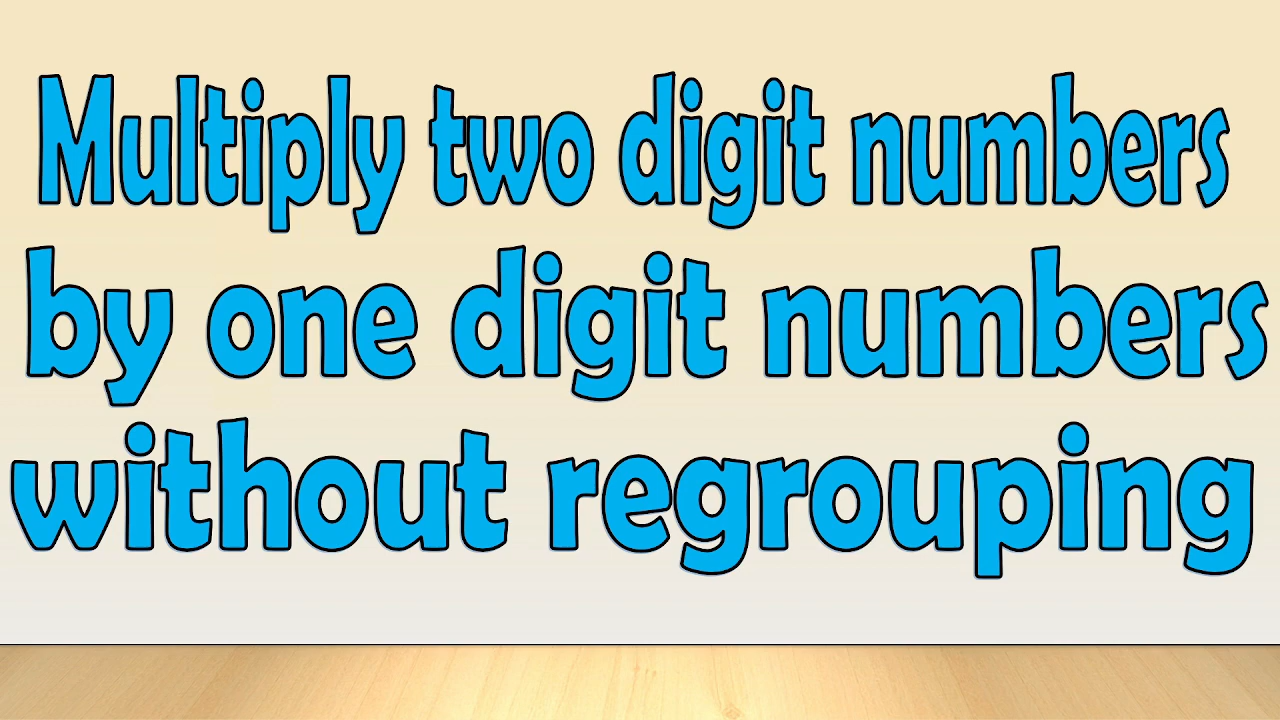 Multiply two digit numbers
by one digit numbers
without regrouping